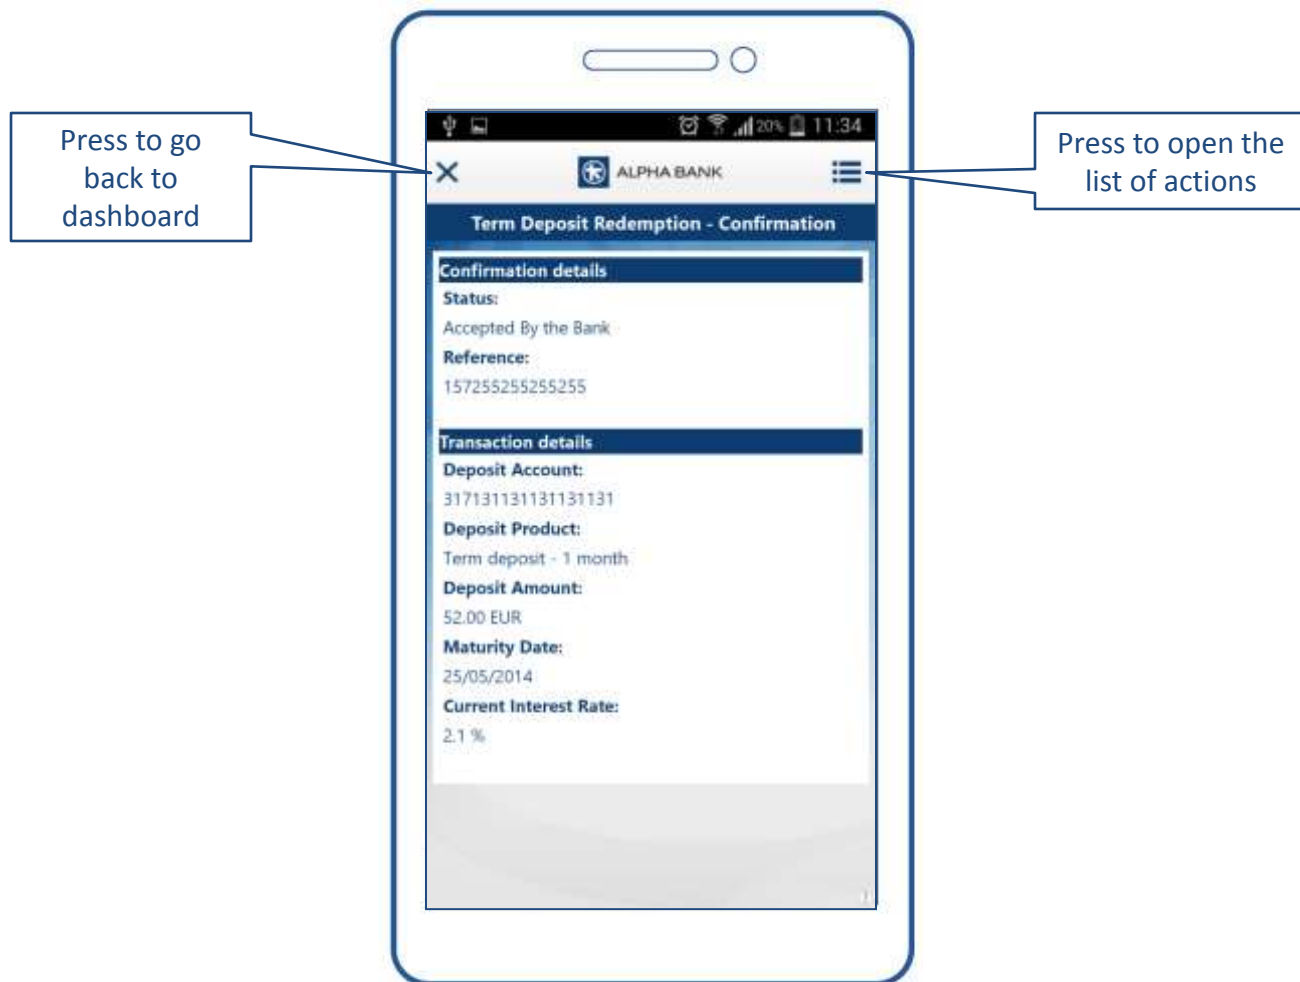 Press to go
back to
dashboard
20% 11:34
ALPHA BANK
Press to open the
list of actions
Term Deposit Redemption - Confirmation
Confirmation details
Status:
Accepted By the Bank
Reference:
157255255255255
Transaction details
Deposit Account:
317131131131131131
Deposit Product:
Term deposit - 1 month
Deposit Amount:
52.00 EUR
Maturity Date:
25/05/2014
Current Interest Rate:
2.1 %